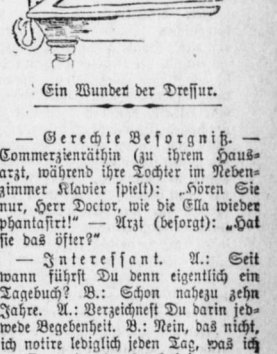 Ein Wunder der Dressur.
— Gerechte Besorgniß. —
Commerzienräthin (zu ihrem Haus-
arzt, während ihre Tochter im Neben-
zimmer Klavier spielt): „Hören Sie
nur, Herr Doctor, wie die Ella wieder
phantasirt!“ — Arzt (besorgt): „Hat
sie das öfter?“
— Interessant. A.: Seit
wann führst Du denn eigentlich ein
Tagebuch? B.: Schon nahezu zehn
Jahre. A.: Verzeichnest Du darin jed-
wede Begebenheit. B.: Nein, das nicht,
ich notire lediglich jeden Tag, was ich